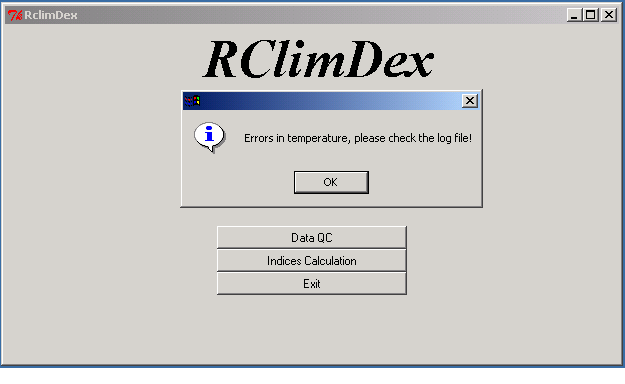 RclimDex
RClimDex
Errors in temperature, please check the log file!
OK
Data QC
Indices Calculation
Exit